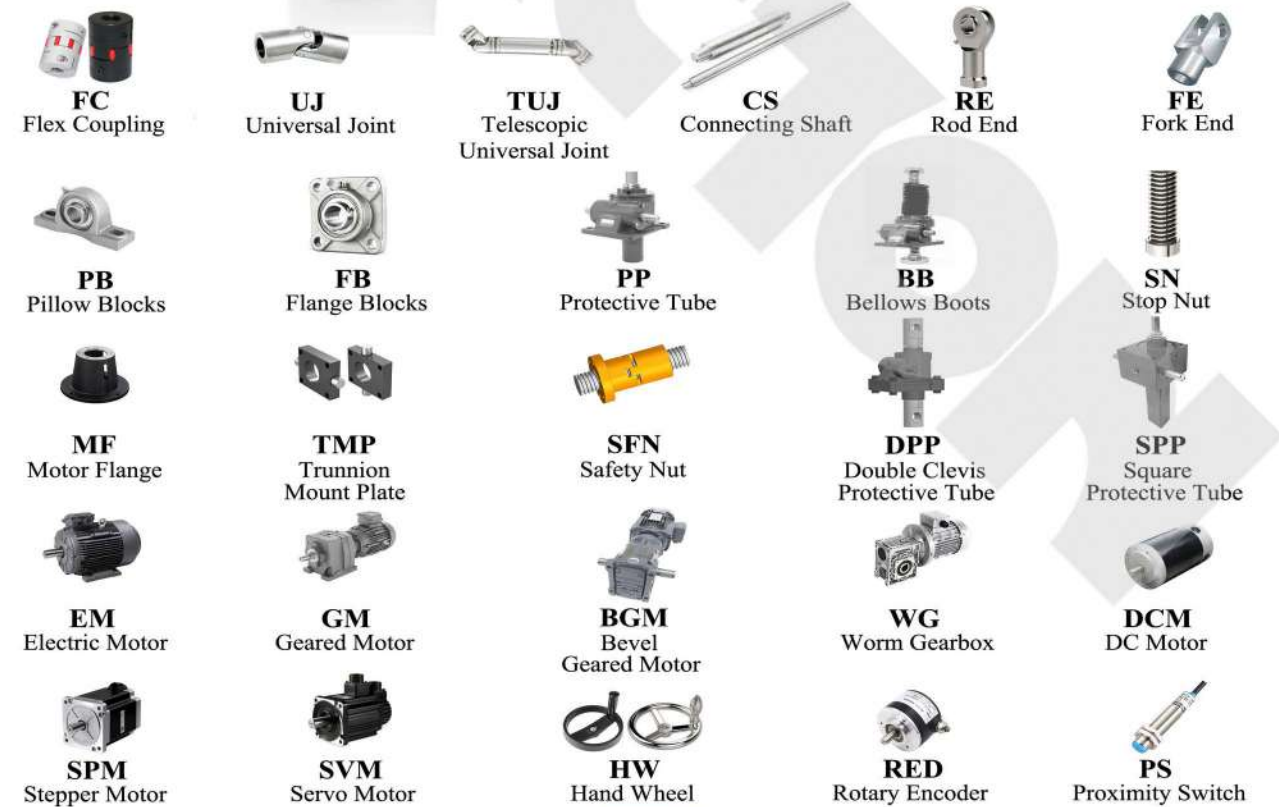 FC
Flex Coupling
UJ
Universal Joint
TUJ
Telescopic
Universal Joint
CS
Connecting Shaft
RE
Rod End
FE
Fork End
PB
Pillow Blocks
FB
Flange Blocks
PP
Protective Tube
BB
Bellows Boots
SN
Stop Nut
MF
Motor Flange
TMP
Trunnion
Mount Plate
SFN
Safety Nut
DPP
Double Clevis
Protective Tube
SPP
Square
Protective Tube
EM
Electric Motor
GM
Geared Motor
BGM
Bevel
Geared Motor
WG
Worm Gearbox
DCM
DC Motor
SPM
Stepper Motor
SVM
Servo Motor
HW
Hand Wheel
RED
Rotary Encoder
PS
Proximity Switch